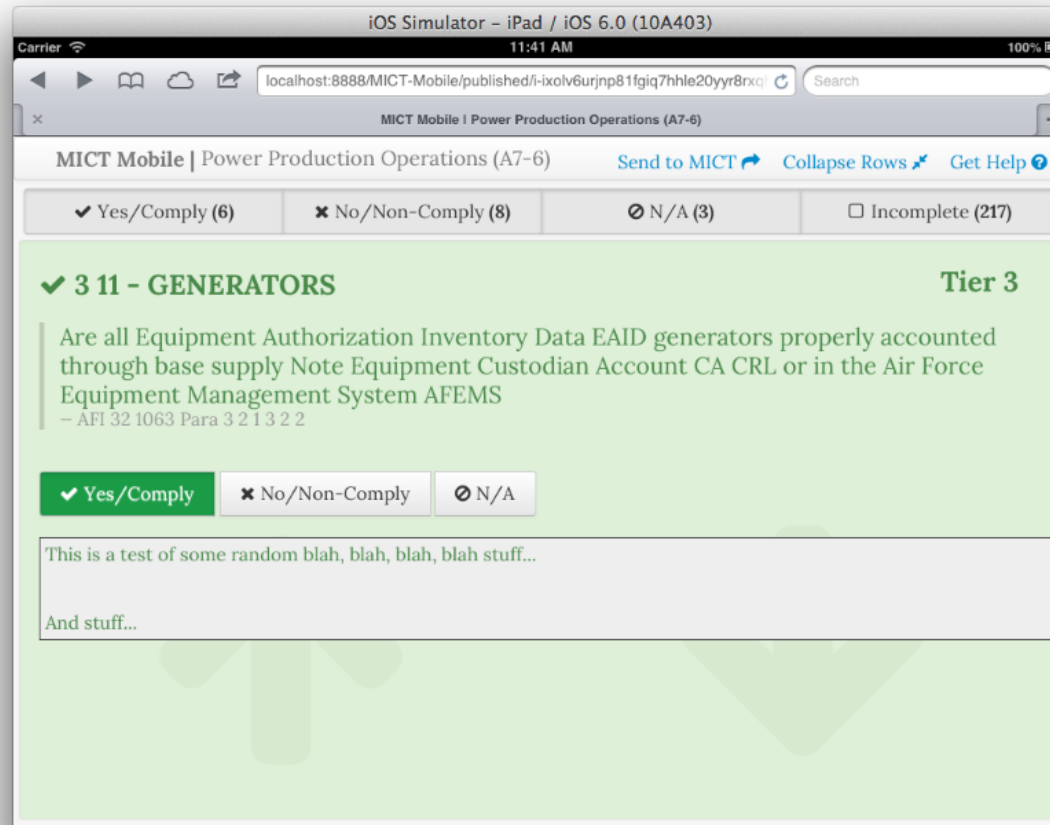 iOS Simulator – iPad / iOS 6.0 (10A403)
Carrier 11:41 AM 100%
localhost:8888/MICT-Mobile/published/i-ixolv6urjnp81fgiq7hhle20yyr8rxq Search
MICT Mobile | Power Production Operations (A7-6)
MICT Mobile | Power Production Operations (A7-6) Send to MICT Collapse Rows Get Help
Yes/Comply (6) No/Non-Comply (8) N/A (3) Incomplete (217)
3 11 - GENERATORS Tier 3
Are all Equipment Authorization Inventory Data EAID generators properly accounted
through base supply Note Equipment Custodian Account CA CRL or in the Air Force
Equipment Management System AFEMS
— AFI 32 1063 Para 3 2 1 3 2 2
Yes/Comply No/Non-Comply N/A
This is a test of some random blah, blah, blah, blah stuff...
And stuff...